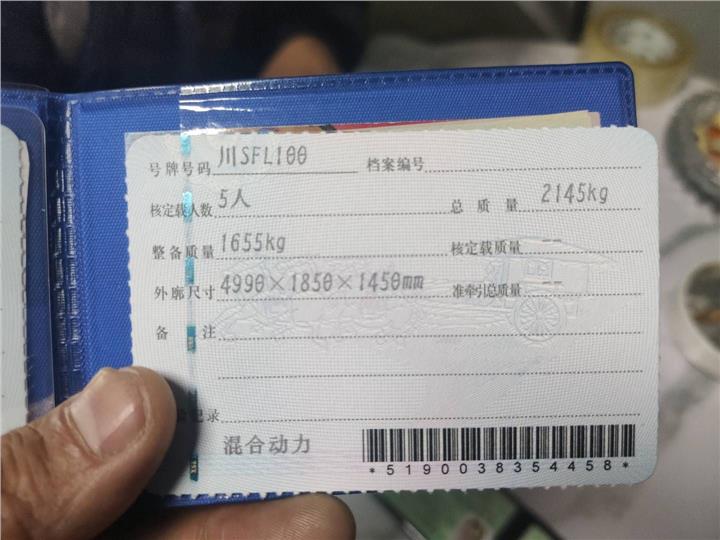 号牌号码 川SFL100 档案编号
核定载人数 5人 总质量 2145kg
整备质量 1655kg 核定载质量
外廓尺寸 4990×1850×1450mm 准牵引总质量
备注
记录
混合动力
*5190038354458*